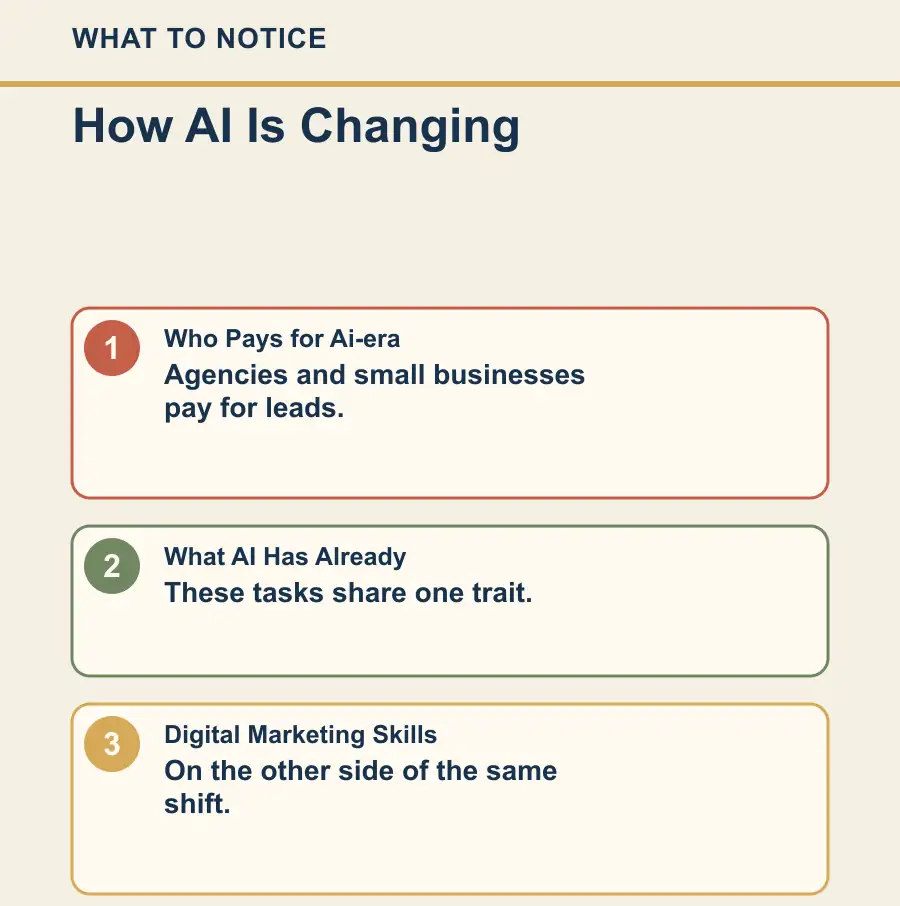 WHAT TO NOTICE
How AI Is Changing
1
Who Pays for Ai-era
Agencies and small businesses
pay for leads.
2
What AI Has Already
These tasks share one trait.
3
Digital Marketing Skills
On the other side of the same
shift.